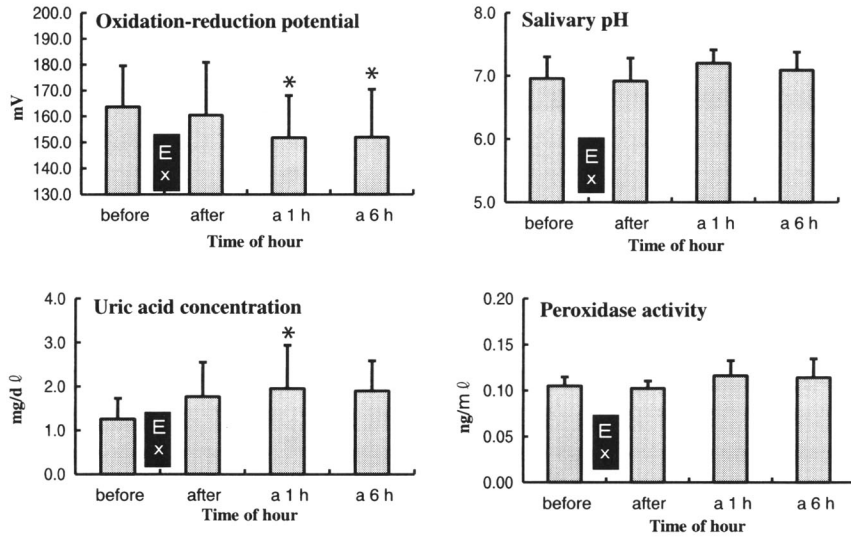 Oxidation-reduction potential
200.0
190.0
180.0
170.0
160.0
150.0
140.0
130.0
mV
*
*
E
x
before
after
a 1 h
a 6 h
Time of hour
Salivary pH
9.0
8.0
7.0
6.0
5.0
E
x
before
after
a 1 h
a 6 h
Time of hour
Uric acid concentration
4.0
3.0
2.0
1.0
0.0
mg/d ℓ
*
E
x
before
after
a 1 h
a 6 h
Time of hour
Peroxidase activity
0.20
0.15
0.10
0.05
0.00
ng/m ℓ
E
x
before
after
a 1 h
a 6 h
Time of hour